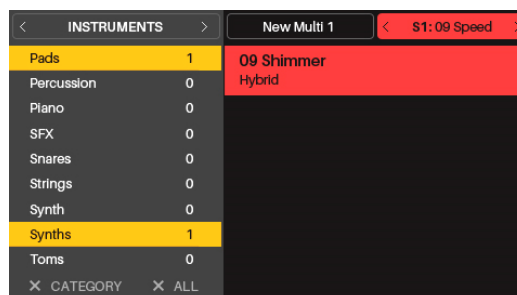 < INSTRUMENTS >
Pads 1
Percussion 0
Piano 0
SFX 0
Snares 0
Strings 0
Synth 0
Synths 1
Toms 0
× CATEGORY × ALL
New Multi 1
< S1: 09 Speed >
09 Shimmer
Hybrid